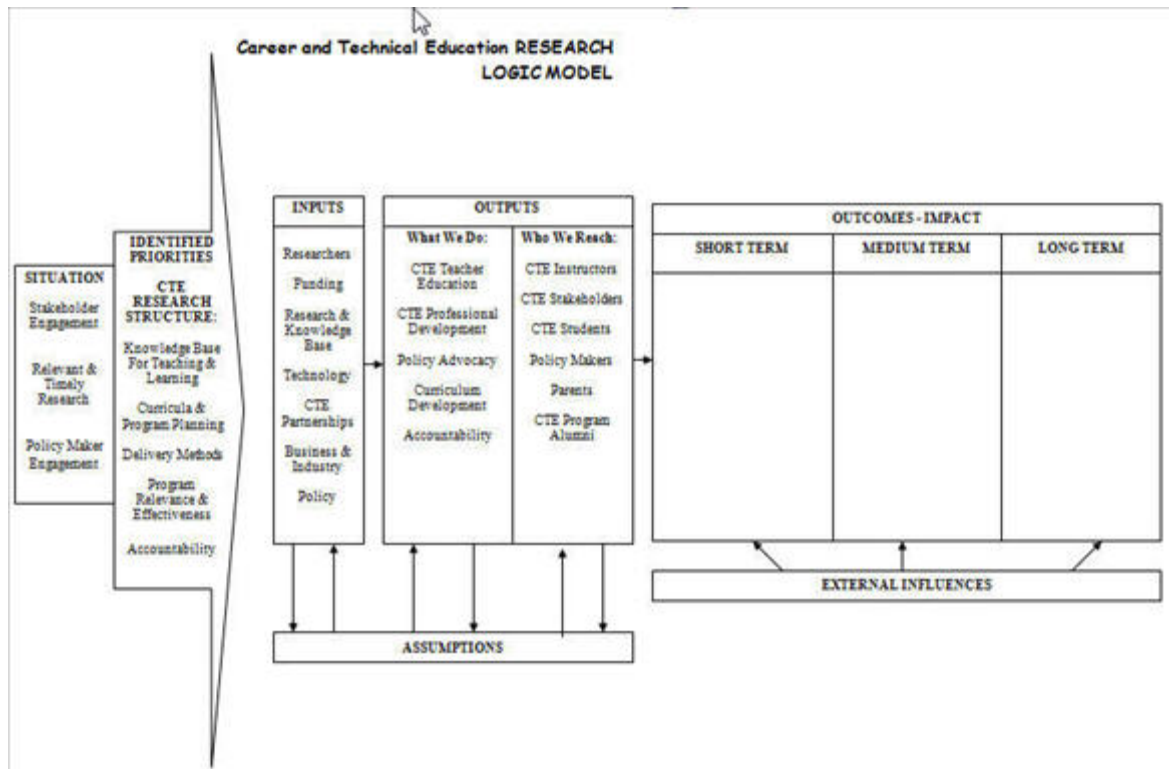 Career and Technical Education RESEARCH
LOGIC MODEL
SITUATION
Stakeholder
Engagement
Relevant &
Timely
Research
Policy Maker
Engagement
IDENTIFIED
PRIORITIES
CTE
RESEARCH
STRUCTURE:
Knowledge Base
For Teaching &
Learning
Curricula &
Program Planning
Delivery Methods
Program
Relevance &
Effectiveness
Accountability
INPUTS
Researchers
Funding
Research &
Knowledge
Base
Technology
CTE
Partnerships
Business &
Industry
Policy
OUTPUTS
What We Do:
CTE Teacher
Education
CTE Professional
Development
Policy Advocacy
Curriculum
Development
Accountability
Who We Reach:
CTE Instructors
CTE Stakeholders
CTE Students
Policy Makers
Parents
CTE Program
Alumni
OUTCOMES - IMPACT
SHORT TERM
MEDIUM TERM
LONG TERM
EXTERNAL INFLUENCES
ASSUMPTIONS